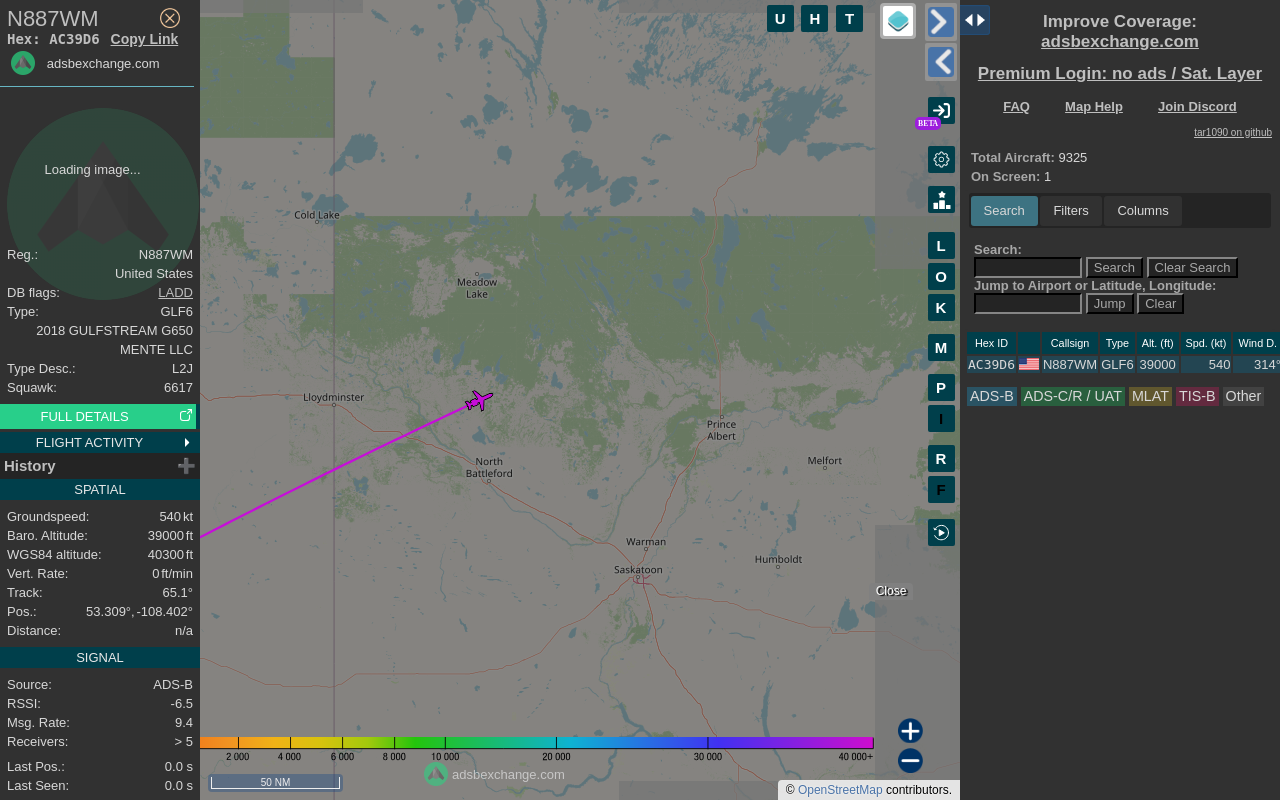 N887WM
Hex: AC39D6 Copy Link
adsbexchange.com
Loading image...
Reg.: N887WM
United States
DB flags: LADD
Type: GLF6
2018 GULFSTREAM G650
MENTE LLC
Type Desc.: L2J
Squawk: 6617
FULL DETAILS
FLIGHT ACTIVITY
History
SPATIAL
Groundspeed: 540 kt
Baro. Altitude: 39000 ft
WGS84 altitude: 40300 ft
Vert. Rate: 0 ft/min
Track: 65.1°
Pos.: 53.309°, -108.402°
Distance: n/a
SIGNAL
Source: ADS-B
RSSI: -6.5
Msg. Rate: 9.4
Receivers: > 5
Last Pos.: 0.0 s
Last Seen: 0.0 s
U H T
BETA
L
O
K
M
P
I
R
F
Cold Lake
Meadow
Lake
Lloydminster
Prince
Albert
North
Battleford
Melfort
Warman
Humboldt
Saskatoon
Close
2 000 4 000 6 000 8 000 10 000 20 000 30 000 40 000+
50 NM
adsbexchange.com
© OpenStreetMap contributors.
Improve Coverage:
adsbexchange.com
Premium Login: no ads / Sat. Layer
FAQ Map Help Join Discord
tar1090 on github
Total Aircraft: 9325
On Screen: 1
Search Filters Columns
Search:
Search Clear Search
Jump to Airport or Latitude, Longitude:
Jump Clear
Hex ID Callsign Type Alt. (ft) Spd. (kt) Wind D.
AC39D6 N887WM GLF6 39000 540 314°
ADS-B ADS-C/R / UAT MLAT TIS-B Other